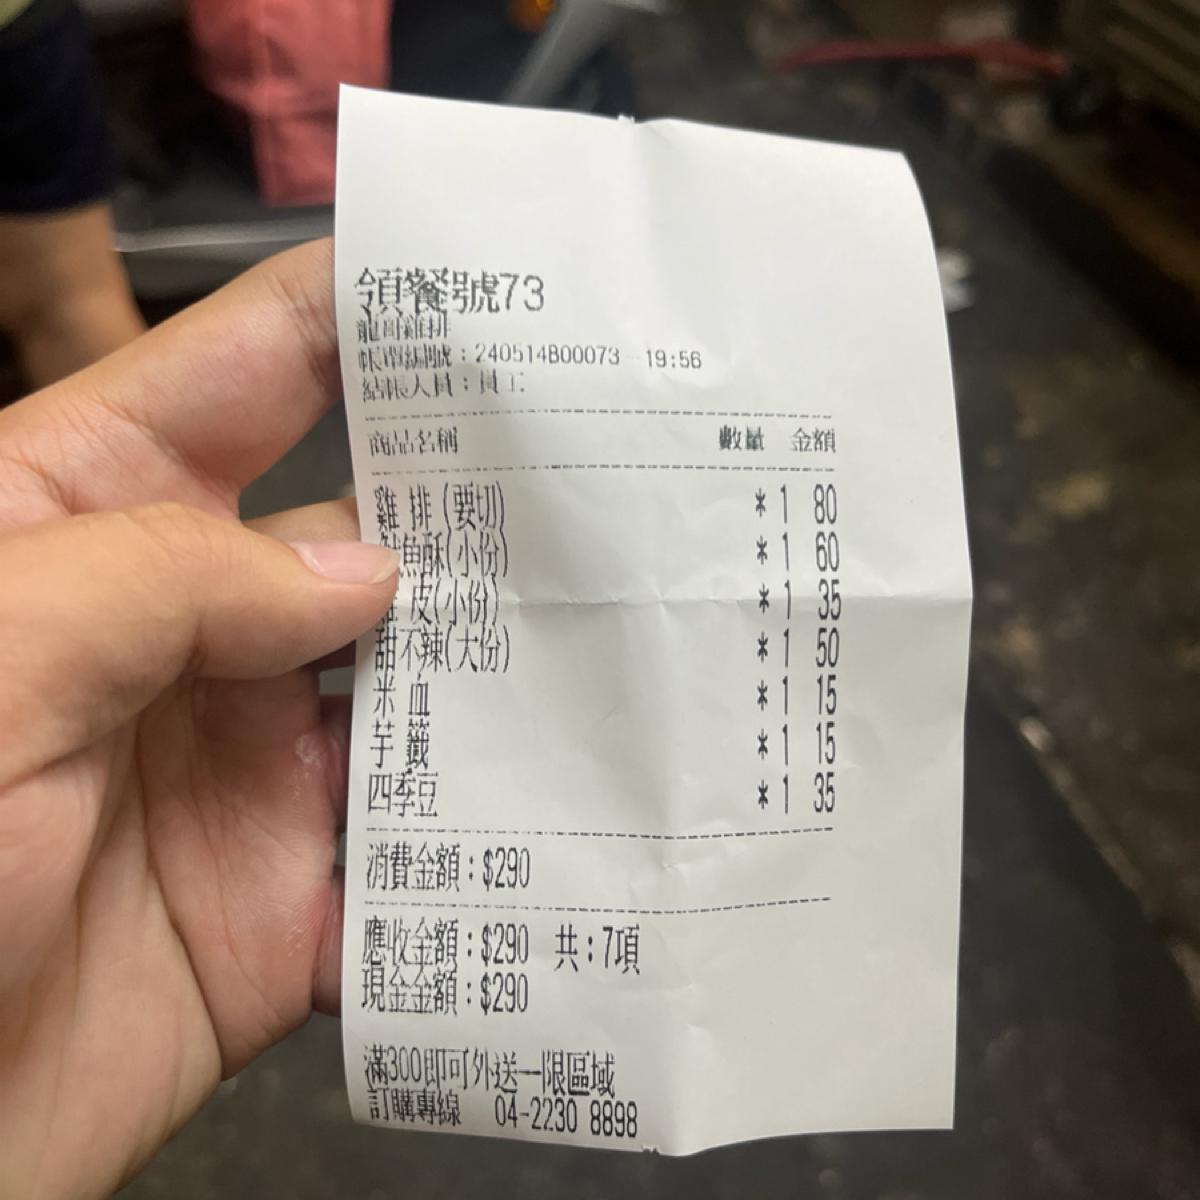 領餐號73
龍哥雞排
帳單編號：240514B00073 19:56
結帳人員：員工
商品名稱 數量 金額
雞 排(要切) *1 80
魚酥(小份) *1 60
皮(小份) *1 35
甜不辣(大份) *1 50
米 血 *1 15
芋 籤 *1 15
四季豆 *1 35
消費金額：$290
應收金額：$290 共：7項
現金金額：$290
滿300即可外送—限區域
訂購專線 04-2230 8898